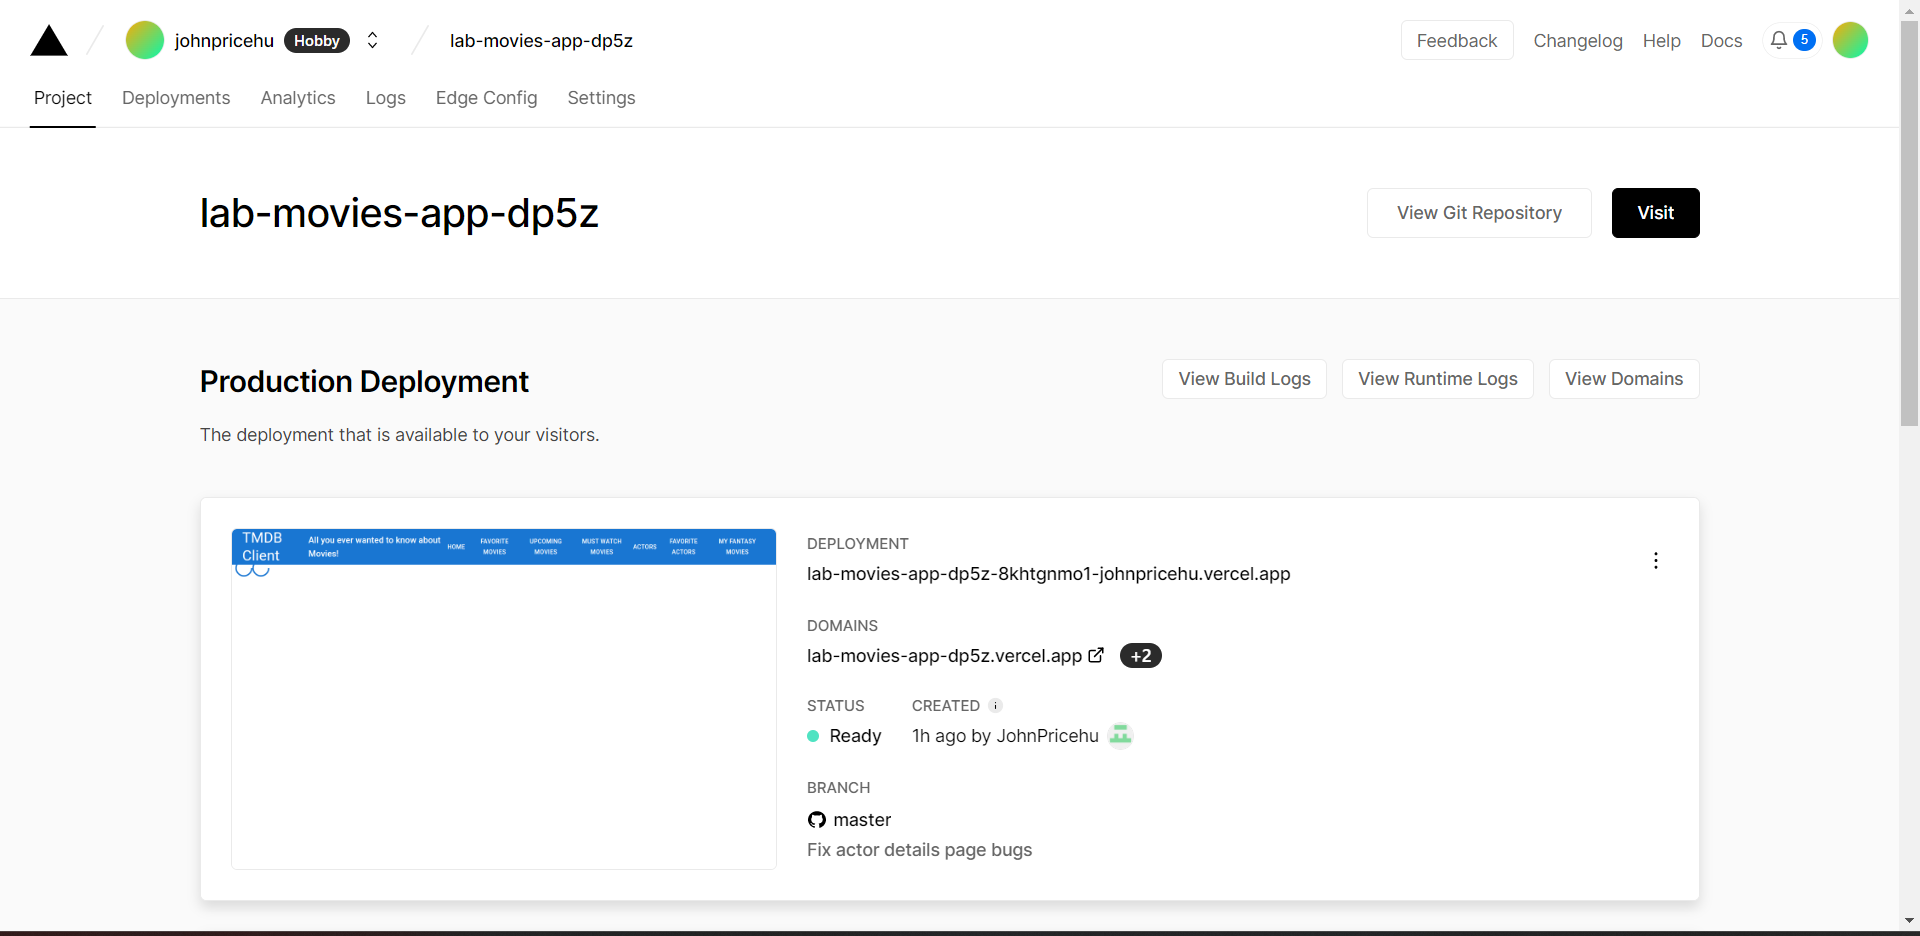 johnpricehu Hobby lab-movies-app-dp5z Feedback Changelog Help Docs 5
Project Deployments Analytics Logs Edge Config Settings
lab-movies-app-dp5z View Git Repository Visit
Production Deployment View Build Logs View Runtime Logs View Domains
The deployment that is available to your visitors.
TMDB Client
All you ever wanted to know about Movies!
HOME
FAVORITE MOVIES
UPCOMING MOVIES
MUST WATCH MOVIES
ACTORS
FAVORITE ACTORS
MY FANTASY MOVIES
DEPLOYMENT
lab-movies-app-dp5z-8khtgnmo1-johnpricehu.vercel.app
DOMAINS
lab-movies-app-dp5z.vercel.app +2
STATUS CREATED
Ready 1h ago by JohnPricehu
BRANCH
master
Fix actor details page bugs